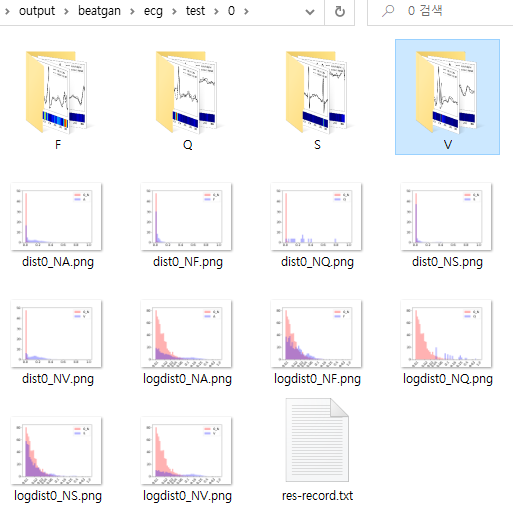 output > beatgan > ecg > test > 0 >
0 검색
F
Q
S
V
dist0_NA.png
dist0_NF.png
dist0_NQ.png
dist0_NS.png
dist0_NV.png
logdist0_NA.png
logdist0_NF.png
logdist0_NQ.png
logdist0_NS.png
logdist0_NV.png
res-record.txt